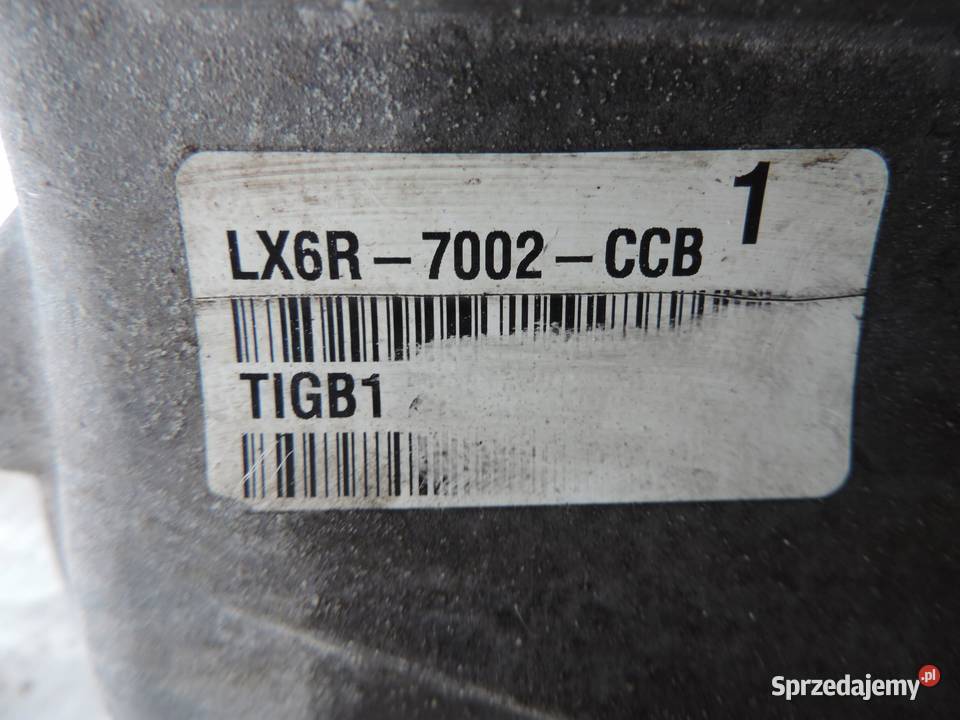 1
LX6R-7002-CCB
TIGB1
Sprzedajemy.pl